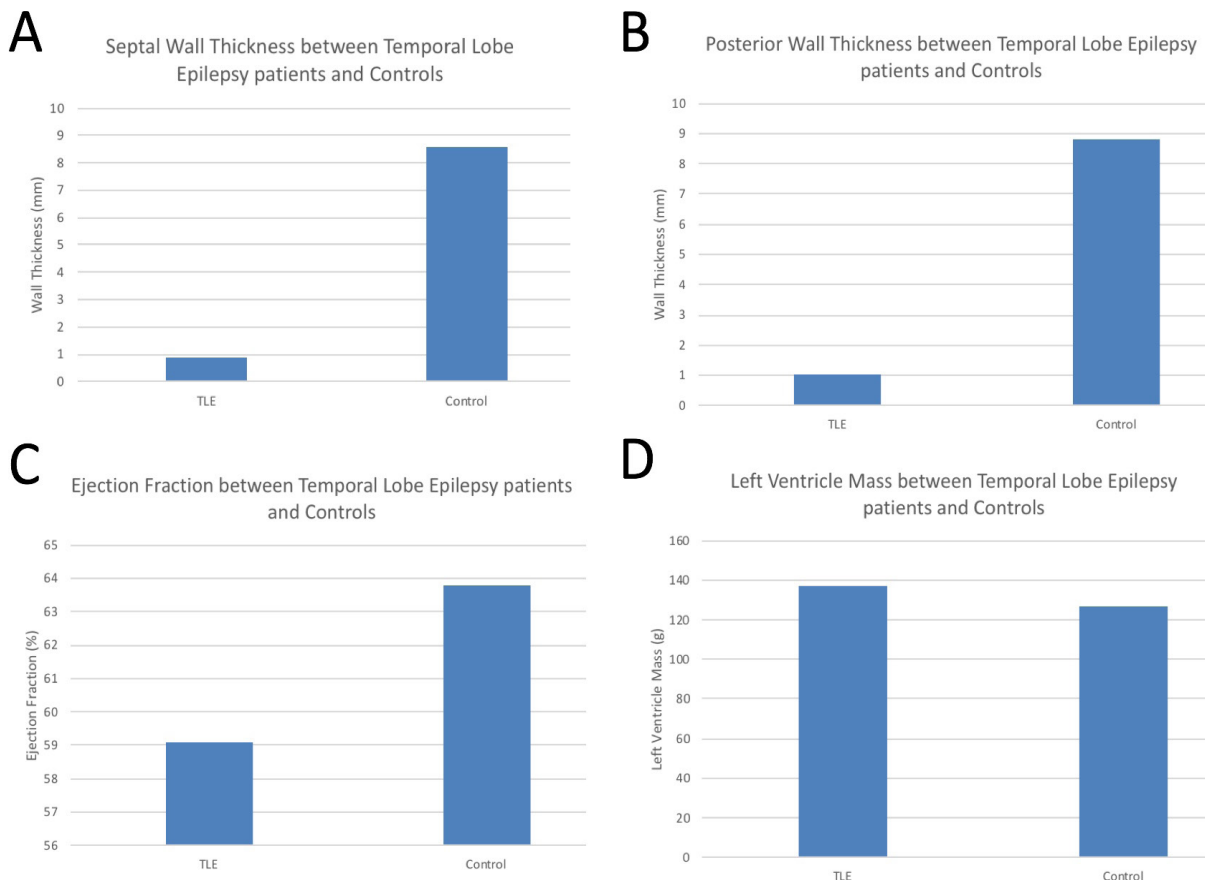 A
Septal Wall Thickness between Temporal Lobe
Epilepsy patients and Controls
Wall Thickness (mm)
10
9
8
7
6
5
4
3
2
1
0
TLE
Control
B
Posterior Wall Thickness between Temporal Lobe Epilepsy
patients and Controls
Wall Thickness (mm)
10
9
8
7
6
5
4
3
2
1
0
TLE
Control
C
Ejection Fraction between Temporal Lobe Epilepsy patients
and Controls
Ejection Fraction (%)
65
64
63
62
61
60
59
58
57
56
TLE
Control
D
Left Ventricle Mass between Temporal Lobe Epilepsy
patients and Controls
Left Ventricle Mass (g)
160
140
120
100
80
60
40
20
0
TLE
Control